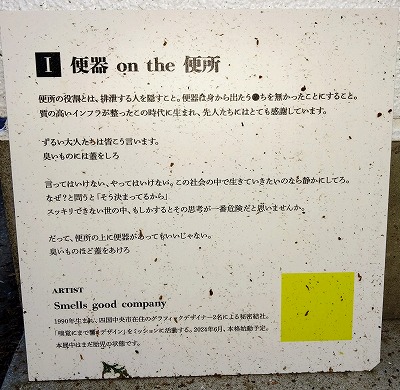 I 便器 on the 便所
便所の役割とは、排泄する人を隠すこと。便器は身から出たう●ちを無かったことにすること。
質の高いインフラが整ったこの時代に生まれ、先人たちにはとても感謝しています。
ずるい大人たちは皆こう言います。
臭いものには蓋をしろ
言ってはいけない、やってはいけない。この社会の中で生きていきたいのなら静かにしてろ。
なぜ？と問うと「そう決まってるから」
スッキリできない世の中、もしかするとその思考が一番危険だと思いませんか。
だって、便所の上に便器があってもいいじゃない。
臭いものほど蓋をあけろ
ARTIST
Smells good company
1990年生まれ、四国中央市在住のグラフィックデザイナー2名による秘密結社。
「嗅覚にまで響くデザイン」をミッションに活動する。2024年6月、本格始動予定。
本展中はまだ胎児の状態です。